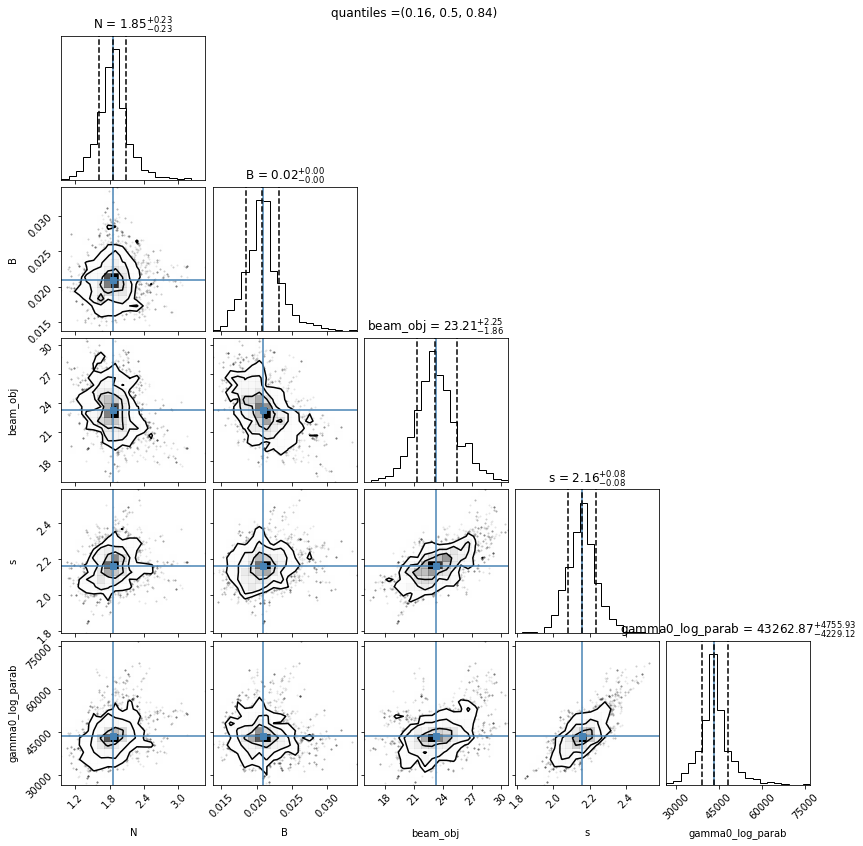 quantiles =(0.16, 0.5, 0.84)
N = 1.85+0.23−0.23
B = 0.02+0.00−0.00
B
0.030
0.025
0.020
0.015
beam_obj = 23.21+2.25−1.86
beam_obj
30
27
24
21
18
s = 2.16+0.08−0.08
s
2.4
2.2
2.0
1.8
gamma0_log_parab = 43262.87+4755.93−4229.12
gamma0_log_parab
75000
60000
45000
30000
1.2 1.8 2.4 3.0
0.015 0.020 0.025 0.030
18 21 24 27 30
1.8 2.0 2.2 2.4
30000 45000 60000 75000
N B beam_obj s gamma0_log_parab